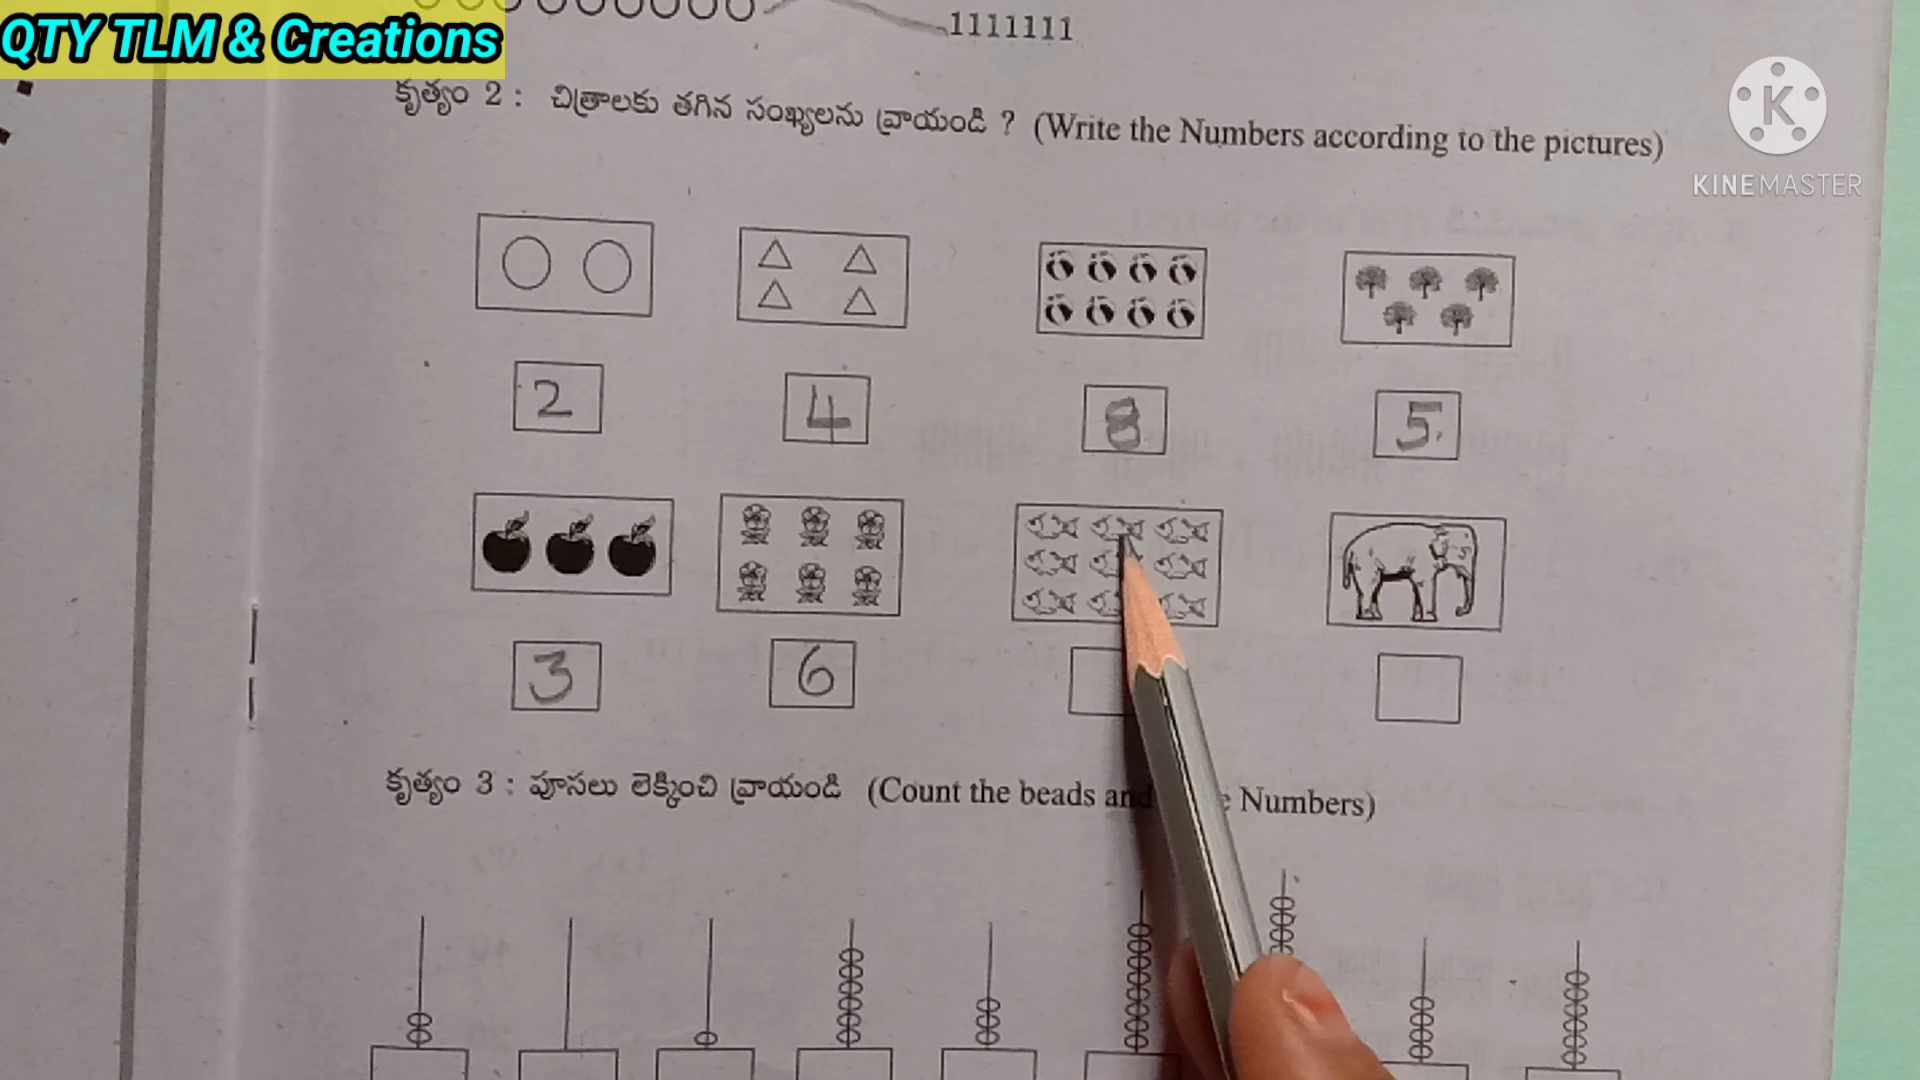 QTY TLM & Creations
1111111
కృత్యం 2 : చిత్రాలకు తగిన సంఖ్యలను వ్రాయండి ? (Write the Numbers according to the pictures)
KINEMASTER
2 4 8 5
3 6
కృత్యం 3 : పూసలు లెక్కించి వ్రాయండి (Count the beads and Numbers)